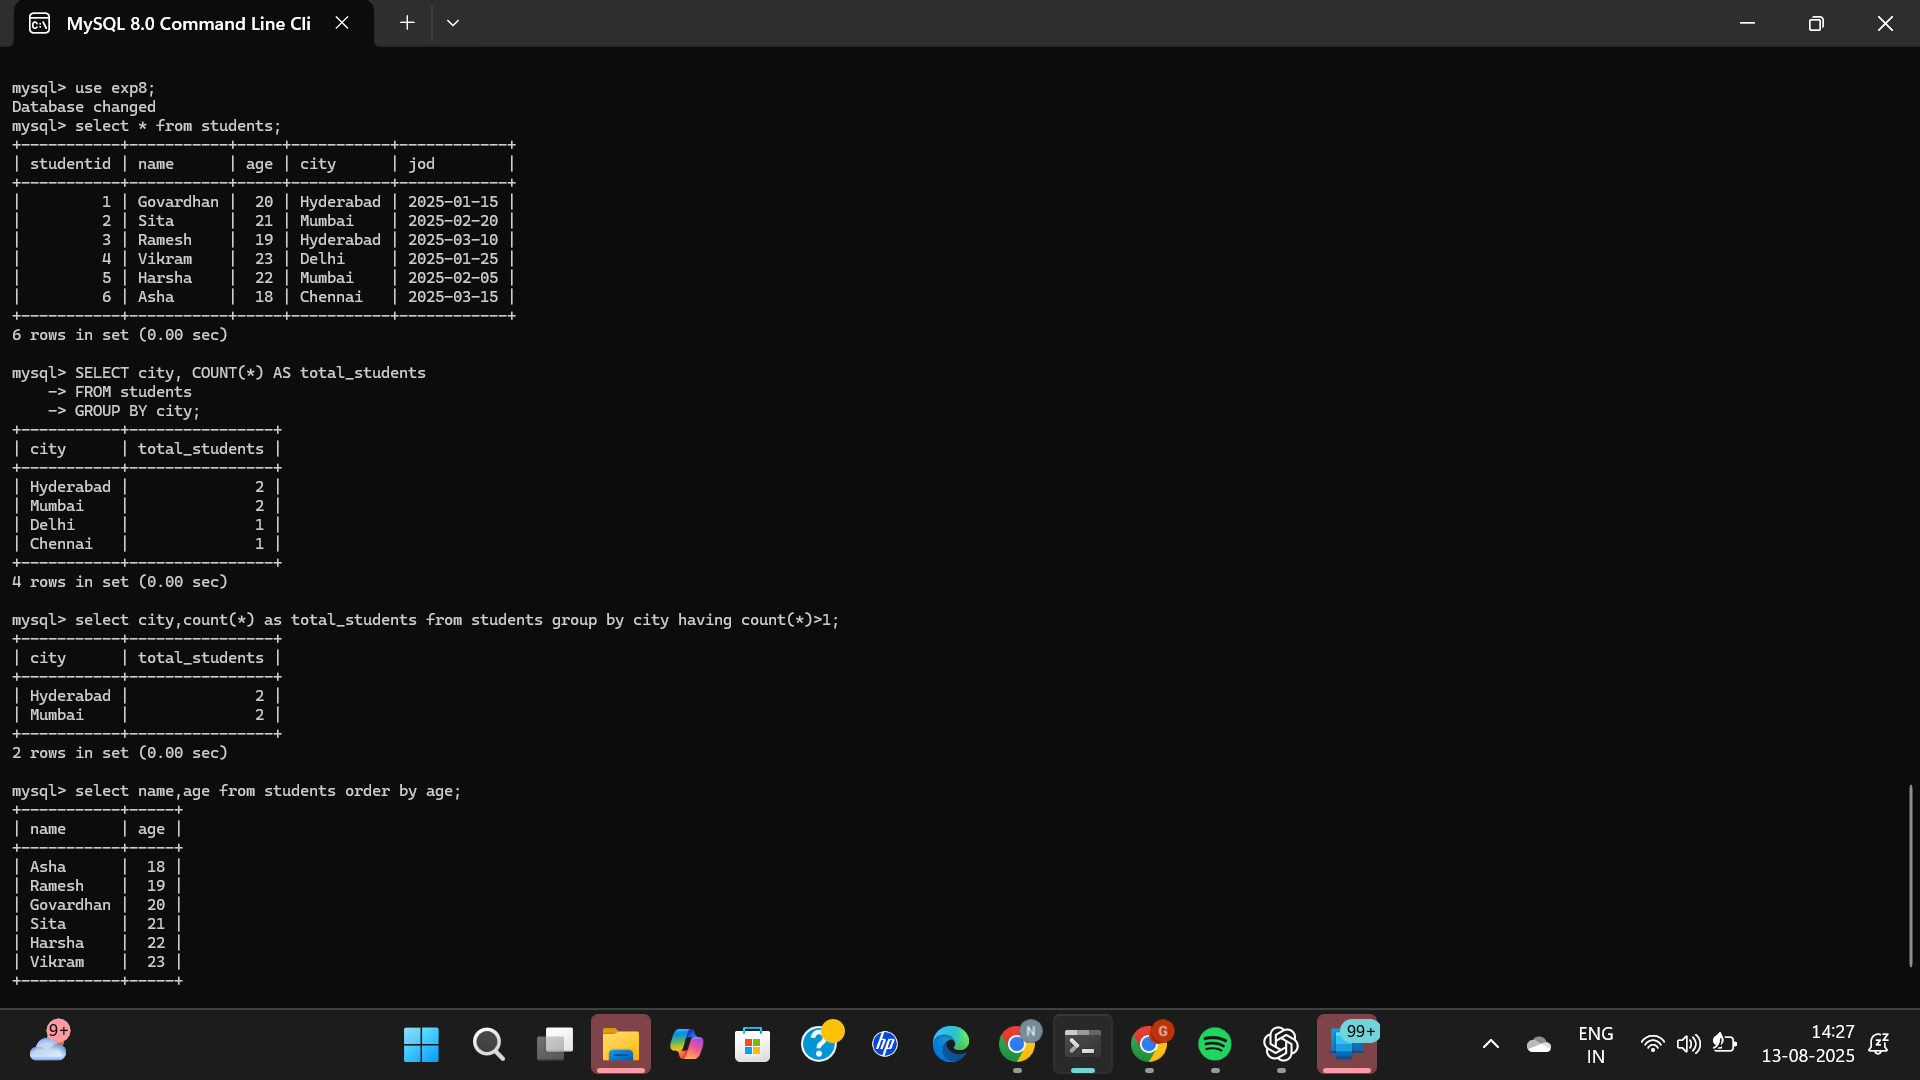 MySQL 8.0 Command Line Cli
mysql> use exp8;
Database changed
mysql> select * from students;
+-----------+-----------+-----+-----------+------------+
| studentid | name      | age | city      | jod        |
+-----------+-----------+-----+-----------+------------+
|         1 | Govardhan |  20 | Hyderabad | 2025-01-15 |
|         2 | Sita      |  21 | Mumbai    | 2025-02-20 |
|         3 | Ramesh    |  19 | Hyderabad | 2025-03-10 |
|         4 | Vikram    |  23 | Delhi     | 2025-01-25 |
|         5 | Harsha    |  22 | Mumbai    | 2025-02-05 |
|         6 | Asha      |  18 | Chennai   | 2025-03-15 |
+-----------+-----------+-----+-----------+------------+
6 rows in set (0.00 sec)
mysql> SELECT city, COUNT(*) AS total_students
    -> FROM students
    -> GROUP BY city;
+-----------+----------------+
| city      | total_students |
+-----------+----------------+
| Hyderabad |              2 |
| Mumbai    |              2 |
| Delhi     |              1 |
| Chennai   |              1 |
+-----------+----------------+
4 rows in set (0.00 sec)
mysql> select city,count(*) as total_students from students group by city having count(*)>1;
+-----------+----------------+
| city      | total_students |
+-----------+----------------+
| Hyderabad |              2 |
| Mumbai    |              2 |
+-----------+----------------+
2 rows in set (0.00 sec)
mysql> select name,age from students order by age;
+-----------+-----+
| name      | age |
+-----------+-----+
| Asha      |  18 |
| Ramesh    |  19 |
| Govardhan |  20 |
| Sita      |  21 |
| Harsha    |  22 |
| Vikram    |  23 |
+-----------+-----+
9+
hp
N
G
99+
ENG
IN
14:27
13-08-2025